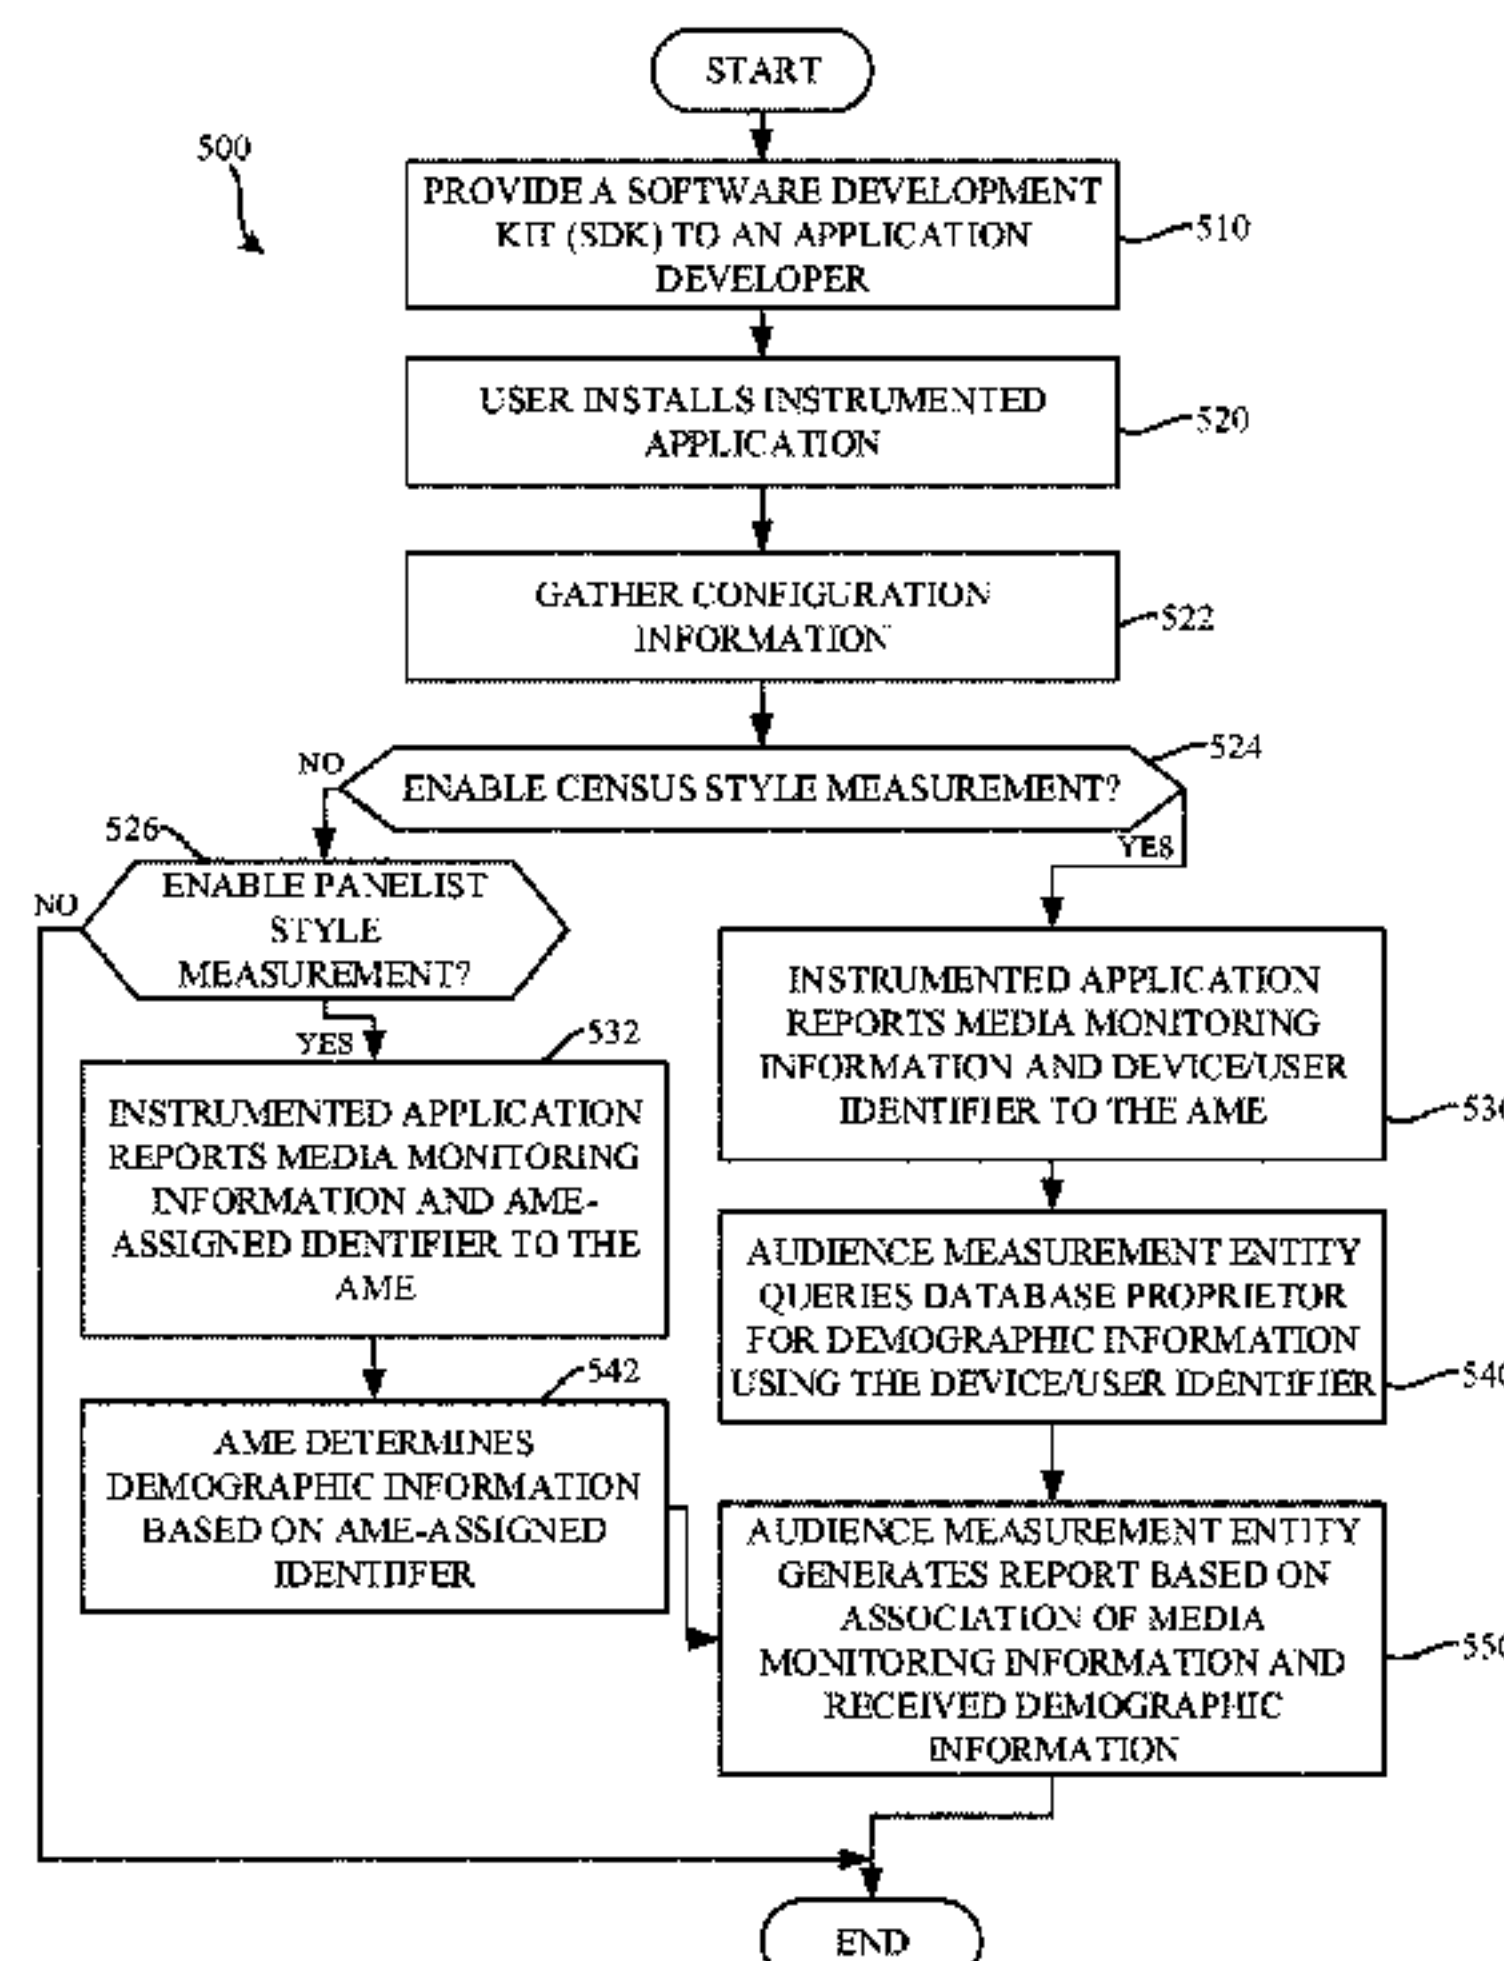 START
500
PROVIDE A SOFTWARE DEVELOPMENT
KIT (SDK) TO AN APPLICATION
DEVELOPER
510
USER INSTALLS INSTRUMENTED
APPLICATION
520
GATHER CONFIGURATION
INFORMATION
522
524
NO
ENABLE CENSUS STYLE MEASUREMENT?
YES
526
NO
ENABLE PANELIST
STYLE
MEASUREMENT?
YES
532
INSTRUMENTED APPLICATION
REPORTS MEDIA MONITORING
INFORMATION AND AME-
ASSIGNED IDENTIFIER TO THE
AME
INSTRUMENTED APPLICATION
REPORTS MEDIA MONITORING
INFORMATION AND DEVICE/USER
IDENTIFIER TO THE AME
542
AME DETERMINES
DEMOGRAPHIC INFORMATION
BASED ON AME-ASSIGNED
IDENTIIFER
AUDIENCE MEASUREMENT ENTITY
QUERIES DATABASE PROPRIETOR
FOR DEMOGRAPHIC INFORMATION
USING THE DEVICE/USER IDENTIFIER
540
AUDIENCE MEASUREMENT ENTITY
GENERATES REPORT BASED ON
ASSOCIATION OF MEDIA
MONITORING INFORMATION AND
RECEIVED DEMOGRAPHIC
INFORMATION
550
END